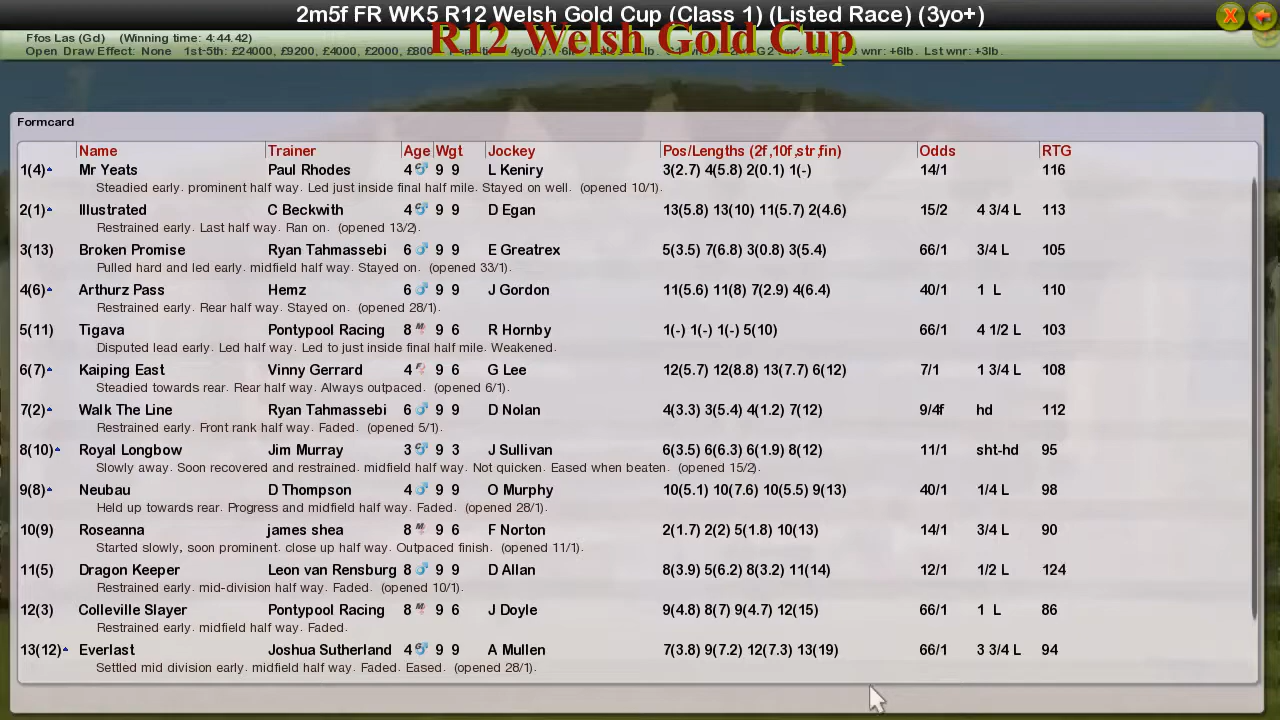 2m5f FR WK5 R12 Welsh Gold Cup (Class 1) (Listed Race) (3yo+)
R12 Welsh Gold Cup
Ffos Las (Gd) (Winning time: 4:44.42)
Open Draw Effect: None 1st-5th: £24000, £9200, £4000, £2000, £800 wnr: +6lb. Lst wnr: +3lb.
Formcard
Name Trainer Age Wgt Jockey Pos/Lengths (2f,10f,str,fin) Odds RTG
1(4) Mr Yeats Paul Rhodes 4 9 9 L Keniry 3(2.7) 4(5.8) 2(0.1) 1(-) 14/1 116
Steadied early. prominent half way. Led just inside final half mile. Stayed on well. (opened 10/1).
2(1) Illustrated C Beckwith 4 9 9 D Egan 13(5.8) 13(10) 11(5.7) 2(4.6) 15/2 4 3/4 L 113
Restrained early. Last half way. Ran on. (opened 13/2).
3(13) Broken Promise Ryan Tahmassebi 6 9 9 E Greatrex 5(3.5) 7(6.8) 3(0.8) 3(5.4) 66/1 3/4 L 105
Pulled hard and led early. midfield half way. Stayed on. (opened 33/1).
4(6) Arthurz Pass Hemz 6 9 9 J Gordon 11(5.6) 11(8) 7(2.9) 4(6.4) 40/1 1 L 110
Restrained early. Rear half way. Stayed on. (opened 28/1).
5(11) Tigava Pontypool Racing 8 9 6 R Hornby 1(-) 1(-) 1(-) 5(10) 66/1 4 1/2 L 103
Disputed lead early. Led half way. Led to just inside final half mile. Weakened.
6(7) Kaiping East Vinny Gerrard 4 9 6 G Lee 12(5.7) 12(8.8) 13(7.7) 6(12) 7/1 1 3/4 L 108
Steadied towards rear. Rear half way. Always outpaced. (opened 6/1).
7(2) Walk The Line Ryan Tahmassebi 6 9 9 D Nolan 4(3.3) 3(5.4) 4(1.2) 7(12) 9/4f hd 112
Restrained early. Front rank half way. Faded. (opened 5/1).
8(10) Royal Longbow Jim Murray 3 9 3 J Sullivan 6(3.5) 6(6.3) 6(1.9) 8(12) 11/1 sht-hd 95
Slowly away. Soon recovered and restrained. midfield half way. Not quicken. Eased when beaten. (opened 15/2).
9(8) Neubau D Thompson 4 9 9 O Murphy 10(5.1) 10(7.6) 10(5.5) 9(13) 40/1 1/4 L 98
Held up towards rear. Progress and midfield half way. Faded. (opened 28/1).
10(9) Roseanna james shea 8 9 6 F Norton 2(1.7) 2(2) 5(1.8) 10(13) 14/1 3/4 L 90
Started slowly, soon prominent. close up half way. Outpaced finish. (opened 11/1).
11(5) Dragon Keeper Leon van Rensburg 8 9 9 D Allan 8(3.9) 5(6.2) 8(3.2) 11(14) 12/1 1/2 L 124
Restrained early. mid-division half way. Faded. (opened 10/1).
12(3) Colleville Slayer Pontypool Racing 8 9 6 J Doyle 9(4.8) 8(7) 9(4.7) 12(15) 66/1 1 L 86
Restrained early. midfield half way. Faded.
13(12) Everlast Joshua Sutherland 4 9 9 A Mullen 7(3.8) 9(7.2) 12(7.3) 13(19) 66/1 3 3/4 L 94
Settled mid division early. midfield half way. Faded. Eased. (opened 28/1).